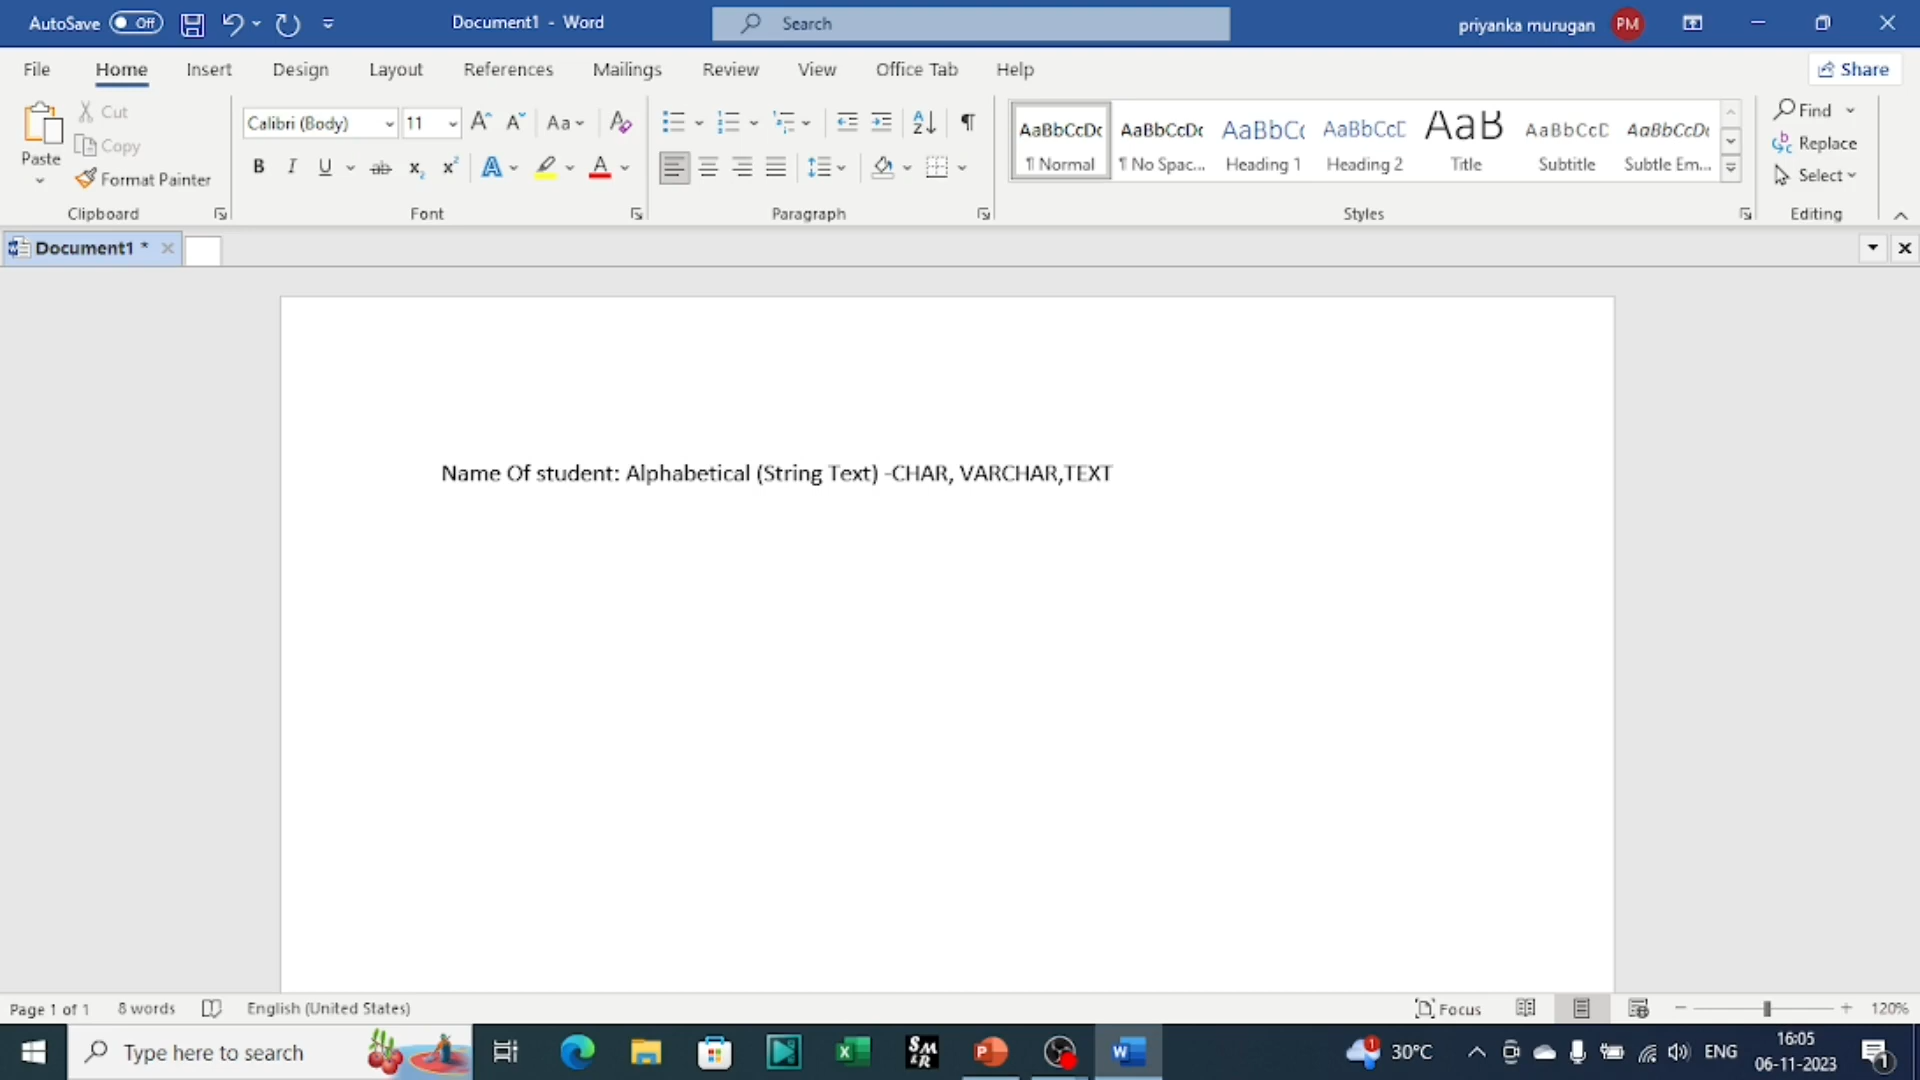 AutoSave Off Document1 - Word Search priyanka murugan PM
File Home Insert Design Layout References Mailings Review View Office Tab Help Share
Paste Cut Copy Format Painter Clipboard
Calibri (Body) 11 Font
Paragraph
AaBbCcDc AaBbCcDc AaBbCc AaBbCcD AaB AaBbCcD AaBbCcDc
¶ Normal ¶ No Spac... Heading 1 Heading 2 Title Subtitle Subtle Em...
Styles
Find
Replace
Select
Editing
Document1 *
Name Of student: Alphabetical (String Text) -CHAR, VARCHAR,TEXT
Page 1 of 1 8 words English (United States) Focus 120%
Type here to search 30°C ENG 16:05
06-11-2023